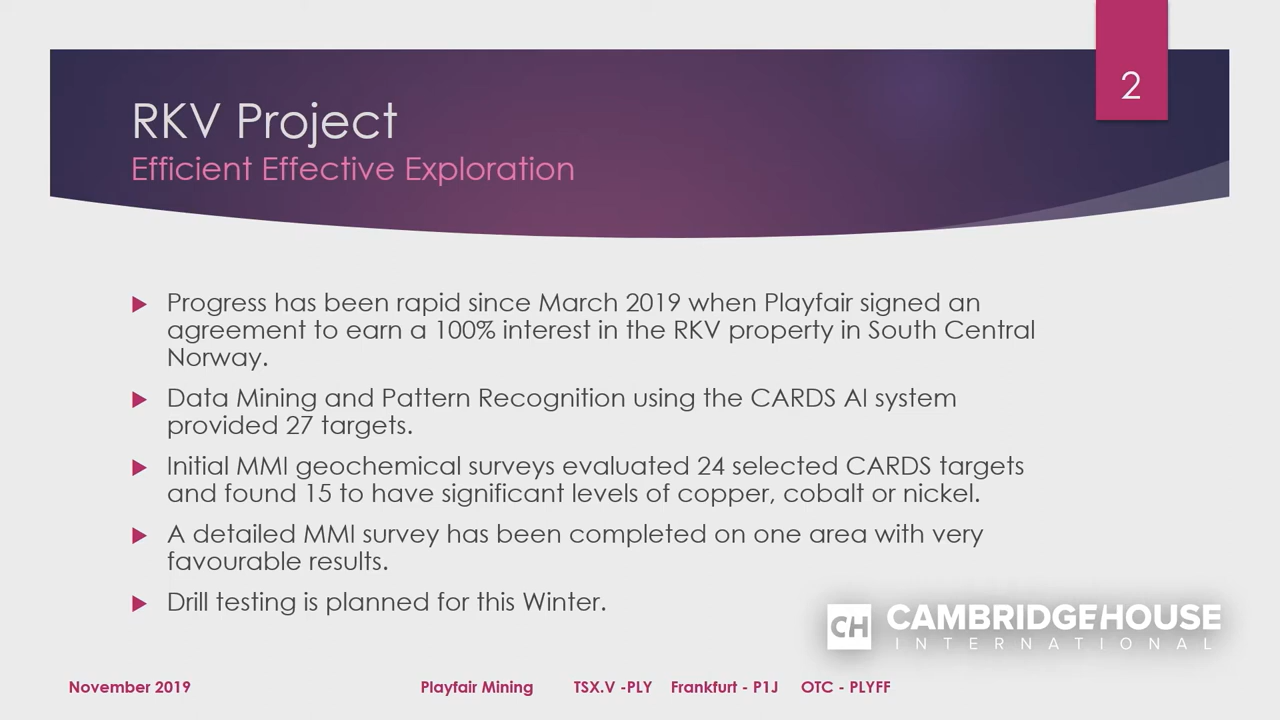 2
RKV Project
Efficient Effective Exploration
Progress has been rapid since March 2019 when Playfair signed an
agreement to earn a 100% interest in the RKV property in South Central
Norway.
Data Mining and Pattern Recognition using the CARDS AI system
provided 27 targets.
Initial MMI geochemical surveys evaluated 24 selected CARDS targets
and found 15 to have significant levels of copper, cobalt or nickel.
A detailed MMI survey has been completed on one area with very
favourable results.
Drill testing is planned for this Winter.
CH CAMBRIDGEHOUSE
INTERNATIONAL
November 2019 Playfair Mining TSX.V -PLY Frankfurt - P1J OTC - PLYFF